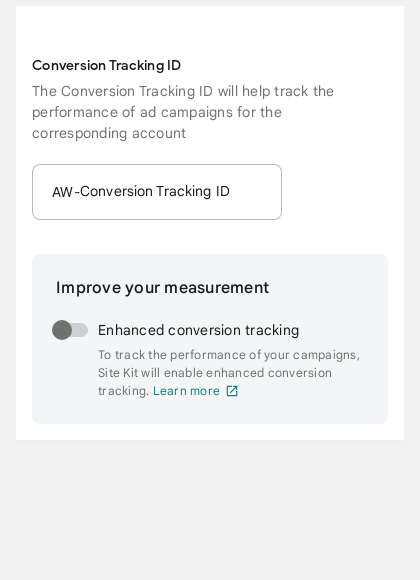 Conversion Tracking ID
The Conversion Tracking ID will help track the
performance of ad campaigns for the
corresponding account
AW-Conversion Tracking ID
Improve your measurement
Enhanced conversion tracking
To track the performance of your campaigns,
Site Kit will enable enhanced conversion
tracking. Learn more